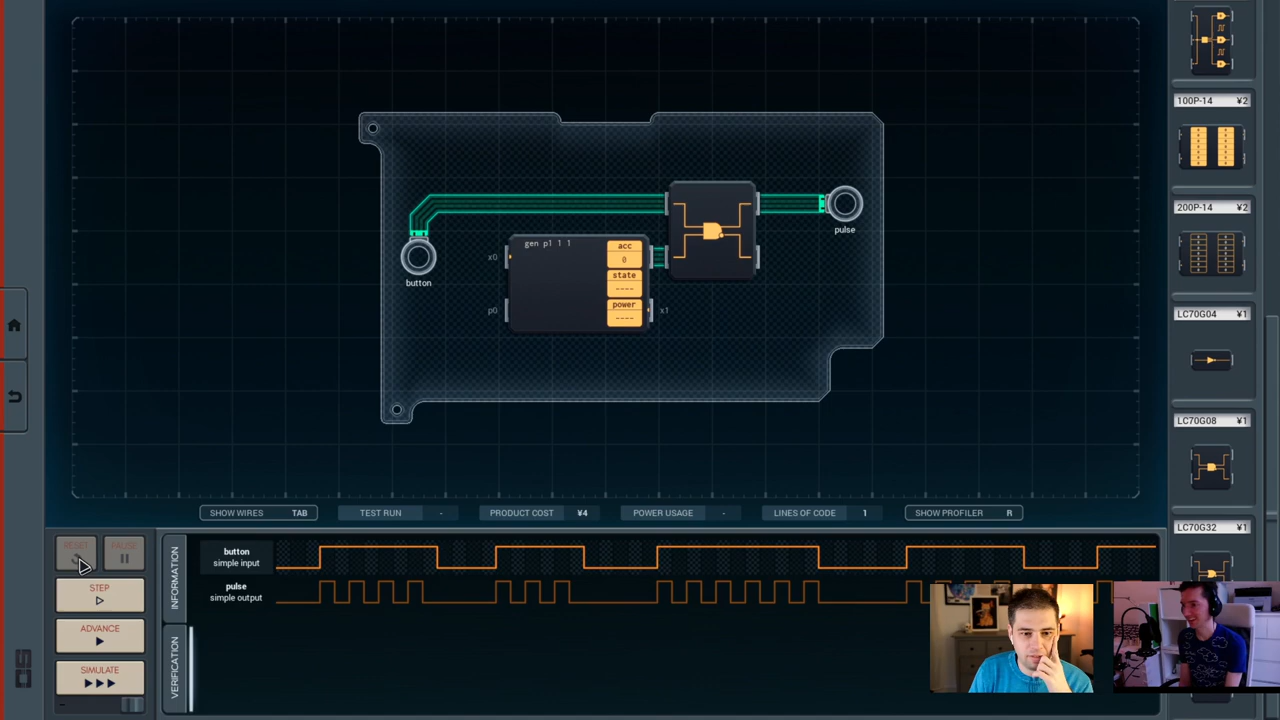 100P-14 ¥2
200P-14 ¥2
LC70G04 ¥1
LC70G08 ¥1
LC70G32 ¥1
gen p1 1 1
acc
0
state
----
power
----
x0
p0
x1
button
pulse
SHOW WIRES TAB
TEST RUN -
PRODUCT COST ¥4
POWER USAGE -
LINES OF CODE 1
SHOW PROFILER R
RESET
PAUSE
STEP
ADVANCE
SIMULATE
INFORMATION
VERIFICATION
button
simple input
pulse
simple output